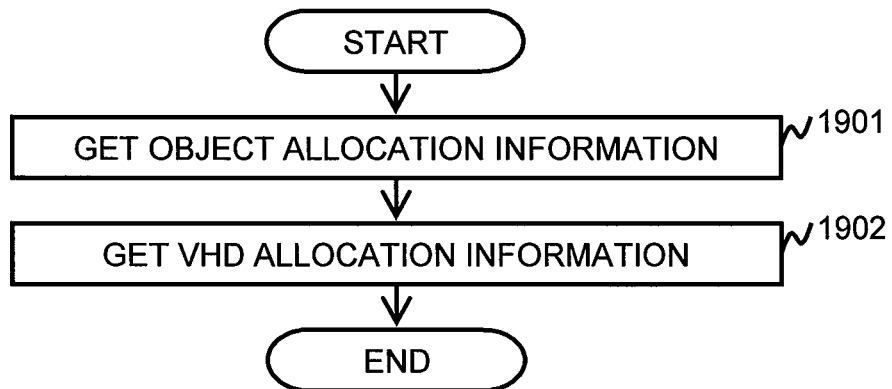 START
GET OBJECT ALLOCATION INFORMATION
1901
GET VHD ALLOCATION INFORMATION
1902
END